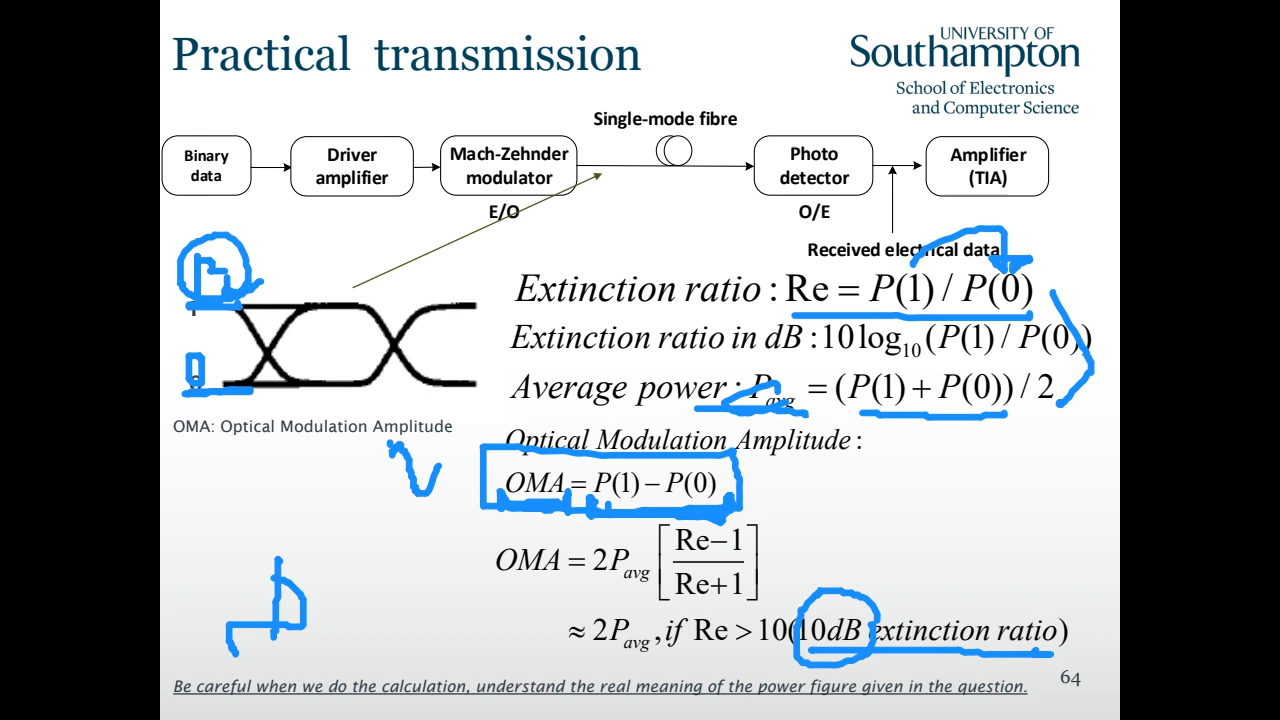 Practical transmission
UNIVERSITY OF
Southampton
School of Electronics
and Computer Science
Single-mode fibre
Binary data
Driver amplifier
Mach-Zehnder modulator
Photo detector
Amplifier (TIA)
E/O
O/E
Received electrical data
Extinction ratio : Re = P(1) / P(0)
Extinction ratio in dB : 10 log₁₀ (P(1) / P(0))
Average power : P_avg = (P(1) + P(0)) / 2
OMA: Optical Modulation Amplitude
Optical Modulation Amplitude :
OMA = P(1) − P(0)
OMA = 2P_avg [Re−1 / Re+1]
≈ 2P_avg , if Re > 10(10dB extinction ratio)
Be careful when we do the calculation, understand the real meaning of the power figure given in the question.
64